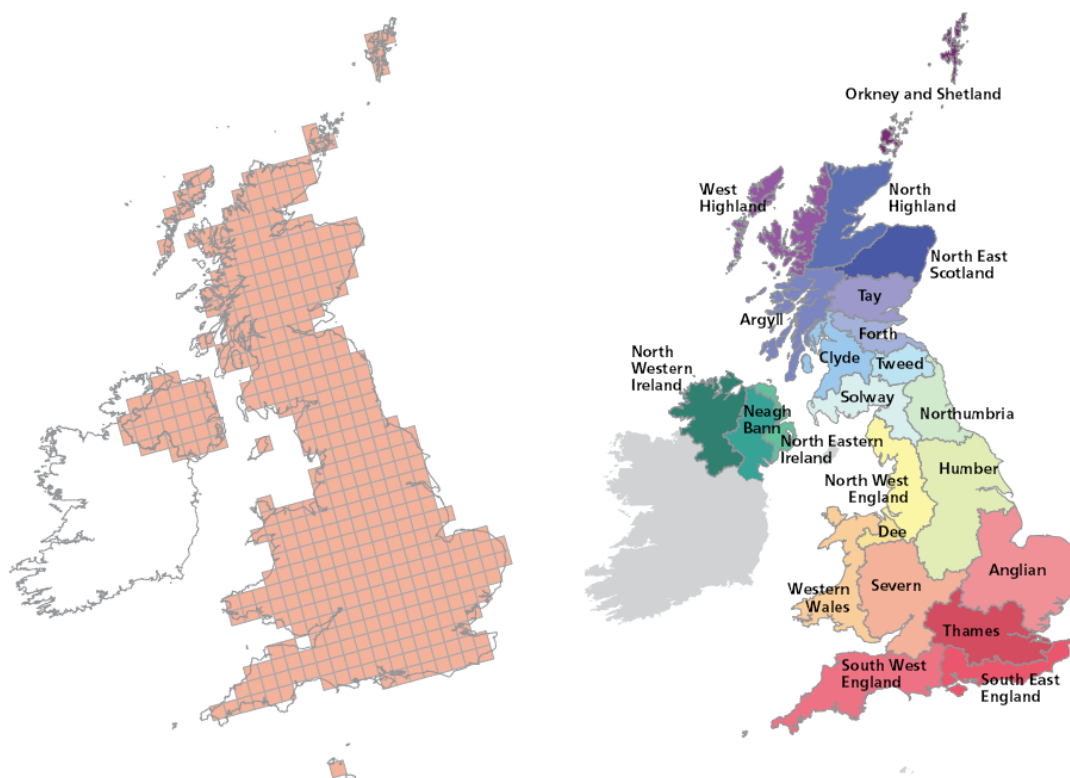 Orkney and Shetland
West
Highland
North
Highland
North East
Scotland
Tay
Argyll
Forth
Clyde
Tweed
North
Western
Ireland
Solway
Neagh
Bann
Northumbria
North Eastern
Ireland
Humber
North West
England
Dee
Anglian
Severn
Western
Wales
Thames
South West
England
South East
England